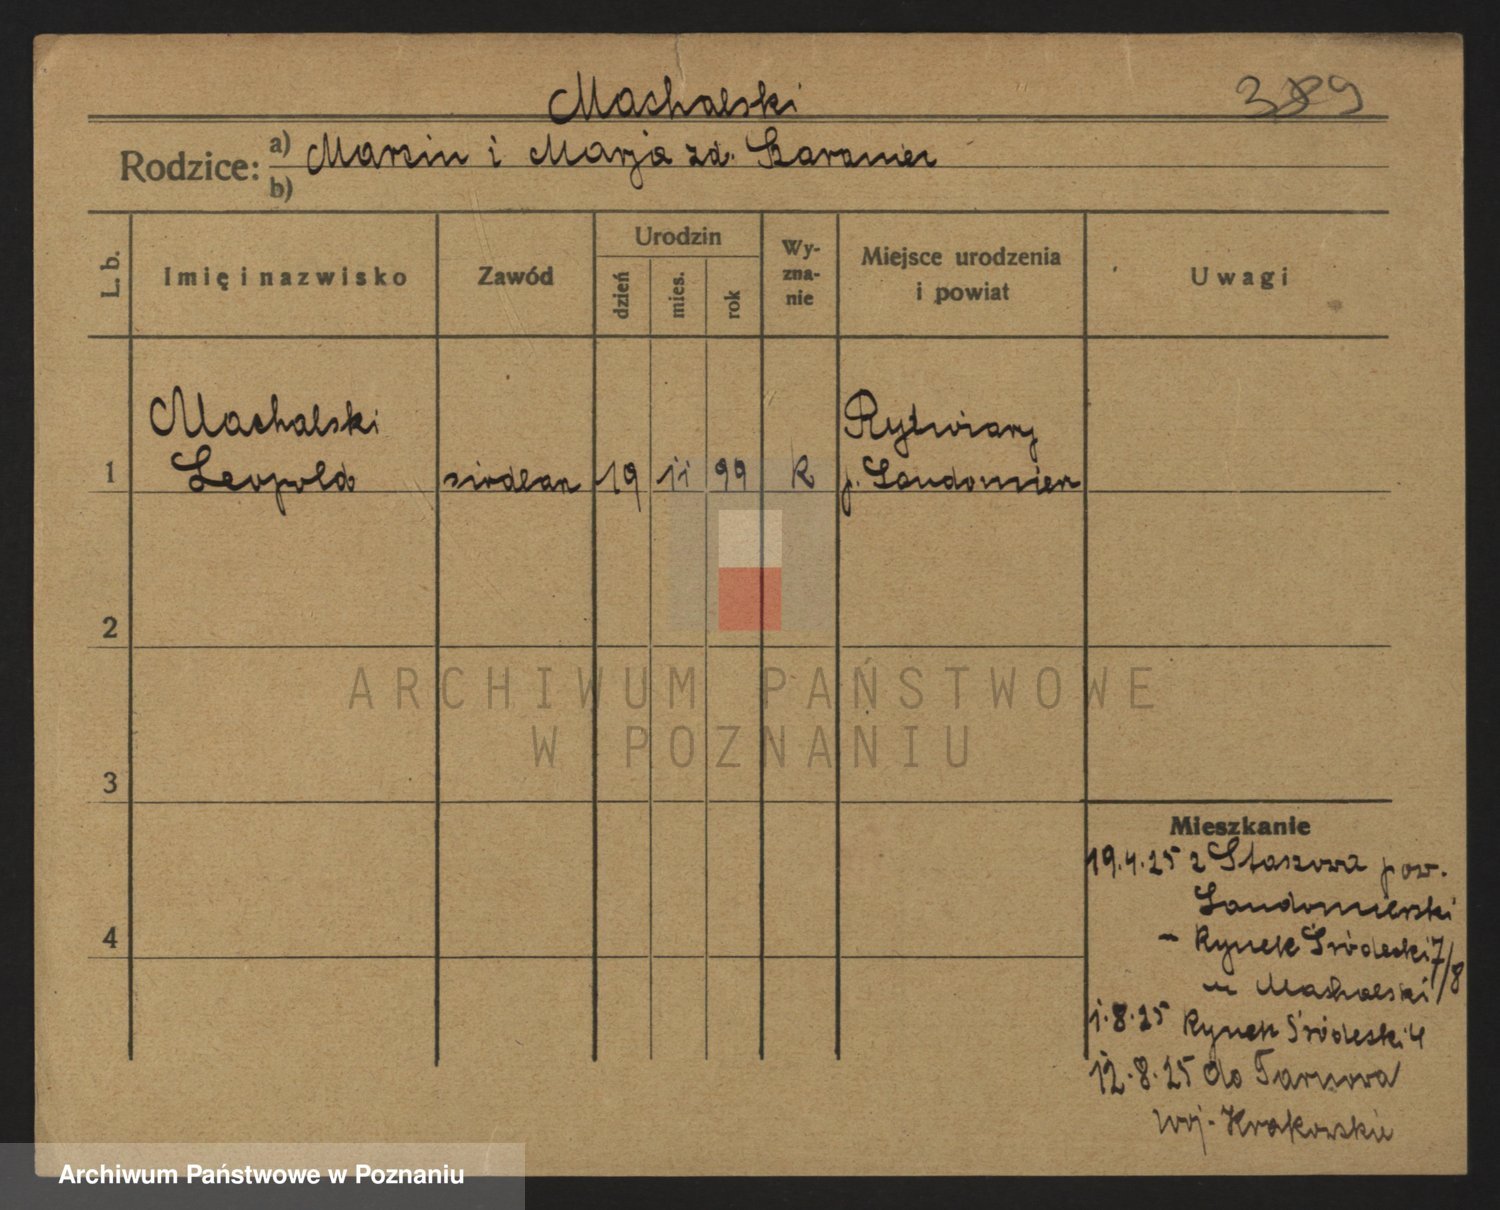 Machalski
389
Rodzice: a) Marcin i Marja zd.
b)
L. b.
Imię i nazwisko
Zawód
Urodzin
dzień
mies.
rok
Wy-
zna-
nie
Miejsce urodzenia
i powiat
Uwagi
Machalski
Rytwiany
1
Leopold
19 11 99 k p. Sandomierz
2
ARCHIWUM PAŃSTWOWE
W POZNANIU
3
Mieszkanie
19.4.25 z Staszowa pow.
Sandomierski
4
– Rynek Śródecki 7/8
u Machalski
1.8.25 Rynek Śródecki 4
12.8.25 do Tarnowa
woj. Krakowskie
Archiwum Państwowe w Poznaniu